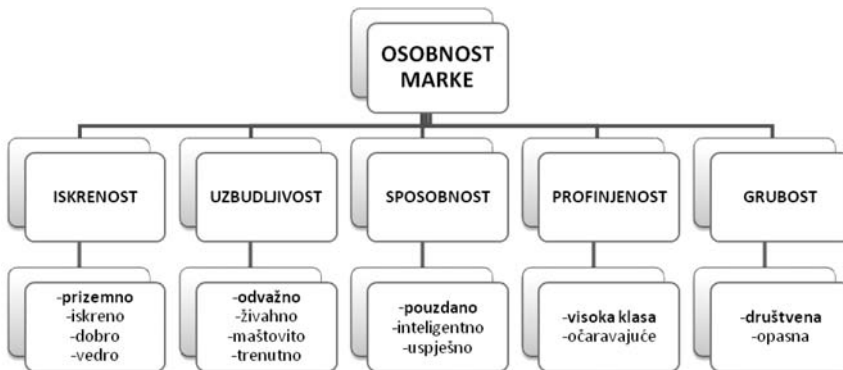 OSOBNOST
MARKE
ISKRENOST
UZBUDLJIVOST
SPOSOBNOST
PROFINJENOST
GRUBOST
-prizemno
-iskreno
-dobro
-vedro
-odvažno
-živahno
-maštovito
-trenutno
-pouzdano
-inteligentno
-uspješno
-visoka klasa
-očaravajuće
-društvena
-opasna